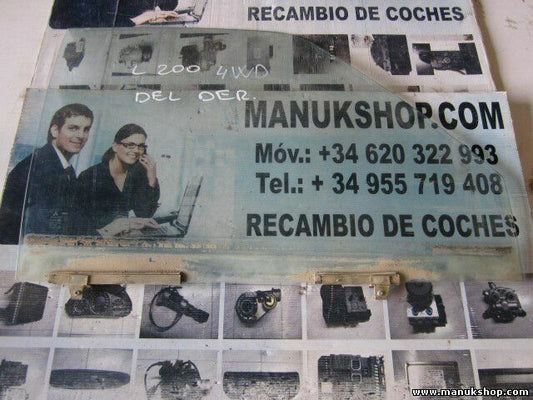 RECAMBIO DE COCHES
L 200 4WD
DEL DER
MANUKSHOP.COM
Móv.: +34 620 322 993
Tel.: + 34 955 719 408
RECAMBIO DE COCHES
www.manukshop.com